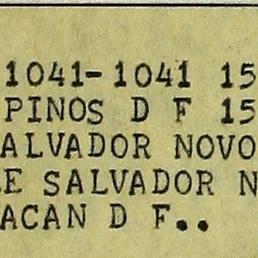 1041-1041 15
PINOS D F 15
ALVADOR NOVO
E SALVADOR N
ACAN D F..